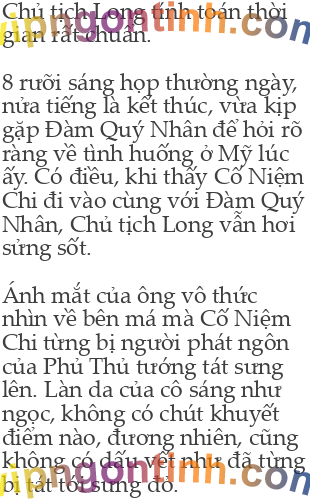 Chủ tịch Long tính toán thời
gian rất chuẩn.
8 rưỡi sáng họp thường ngày,
nửa tiếng là kết thúc, vừa kịp
gặp Đàm Quý Nhân để hỏi rõ
ràng về tình huống ở Mỹ lúc
ấy. Có điều, khi thấy Cố Niệm
Chi đi vào cùng với Đàm Quý
Nhân, Chủ tịch Long vẫn hơi
sửng sốt.
Ánh mắt của ông vô thức
nhìn về bên má mà Cố Niệm
Chi từng bị người phát ngôn
của Phủ Thủ tướng tát sưng
lên. Làn da của cô sáng như
ngọc, không có chút khuyết
điểm nào, đương nhiên, cũng
không có dấu vết như đã từng
bị tát tới sưng đỏ.
vipngontinh.com
vipngontinh.com